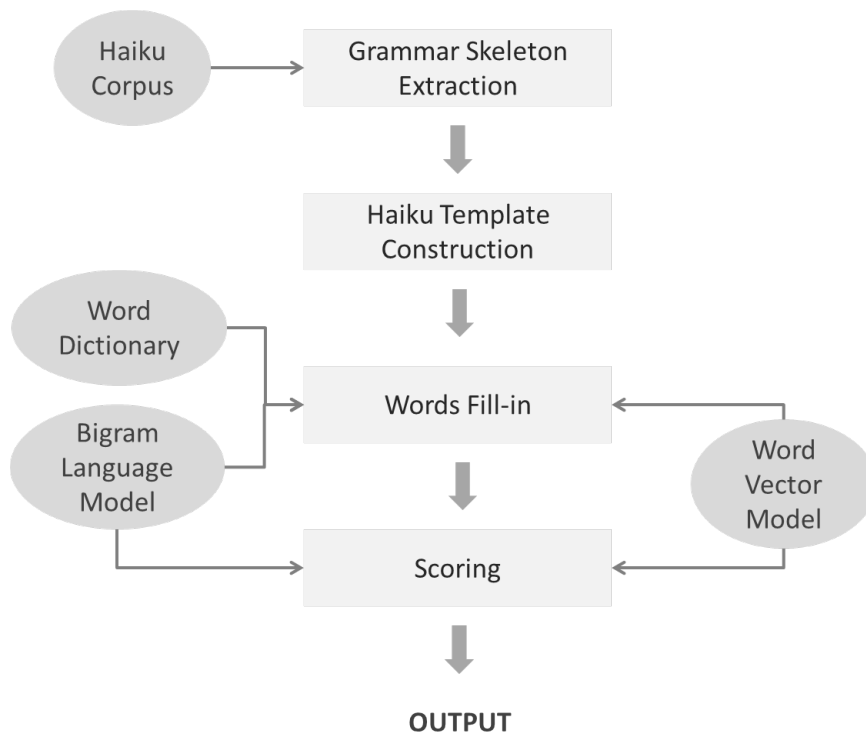 Haiku
Corpus
Grammar Skeleton
Extraction
Haiku Template
Construction
Word
Dictionary
Words Fill-in
Bigram
Language
Model
Word
Vector
Model
Scoring
OUTPUT